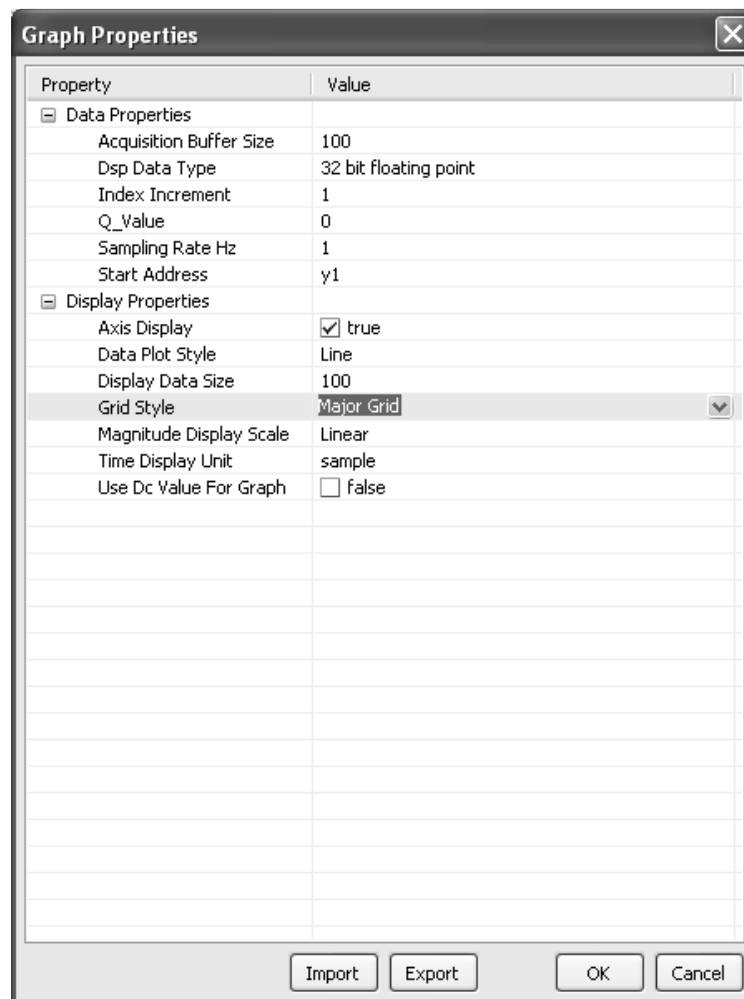 Graph Properties
Property Value
Data Properties
Acquisition Buffer Size 100
Dsp Data Type 32 bit floating point
Index Increment 1
Q_Value 0
Sampling Rate Hz 1
Start Address y1
Display Properties
Axis Display true
Data Plot Style Line
Display Data Size 100
Grid Style Major Grid
Magnitude Display Scale Linear
Time Display Unit sample
Use Dc Value For Graph false
Import Export OK Cancel